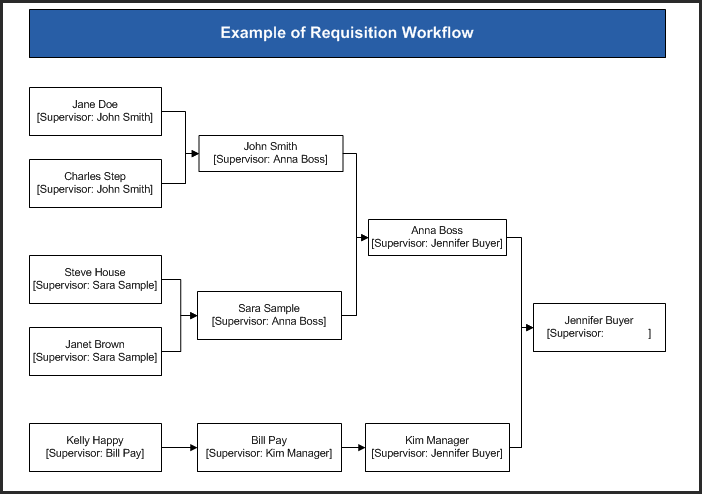 Example of Requisition Workflow
Jane Doe
[Supervisor: John Smith]
Charles Step
[Supervisor: John Smith]
John Smith
[Supervisor: Anna Boss]
Steve House
[Supervisor: Sara Sample]
Janet Brown
[Supervisor: Sara Sample]
Sara Sample
[Supervisor: Anna Boss]
Anna Boss
[Supervisor: Jennifer Buyer]
Kelly Happy
[Supervisor: Bill Pay]
Bill Pay
[Supervisor: Kim Manager]
Kim Manager
[Supervisor: Jennifer Buyer]
Jennifer Buyer
[Supervisor: ]